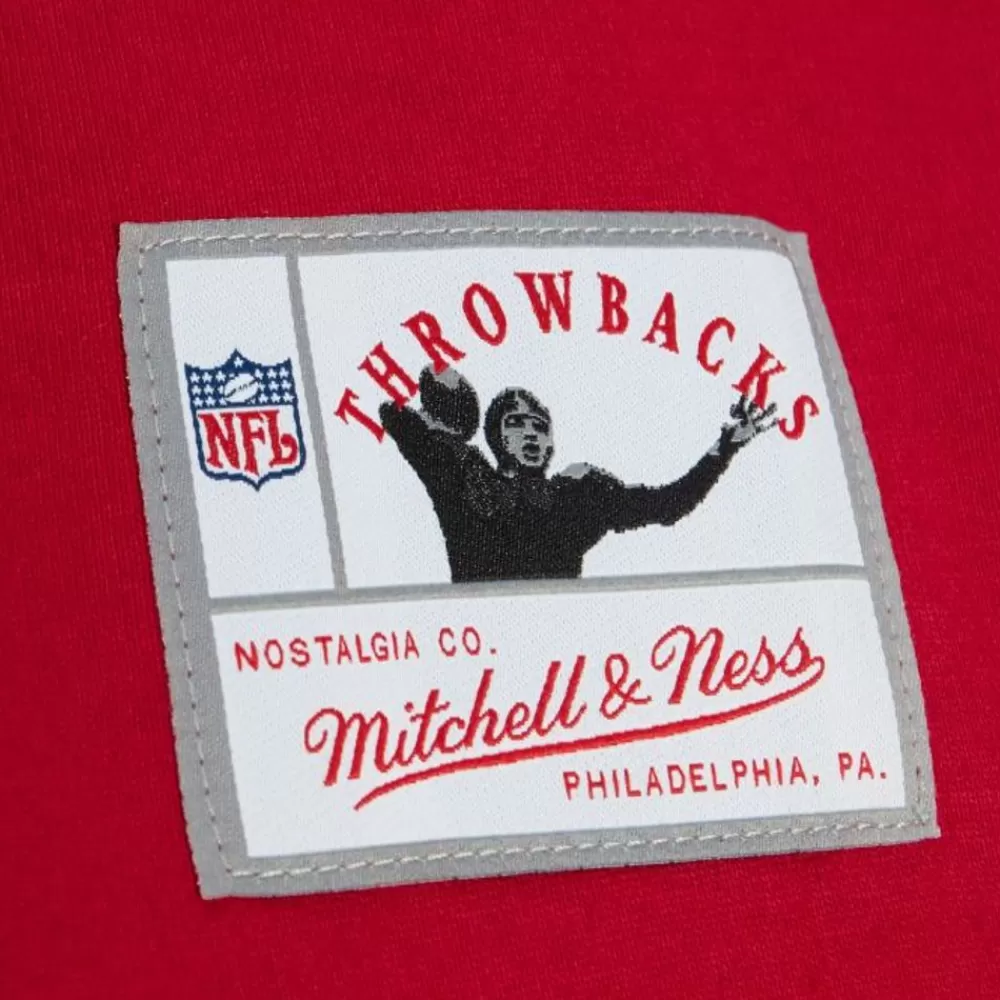 THROWBACKS
NFL
NOSTALGIA CO.
Mitchell & Ness
PHILADELPHIA, PA.